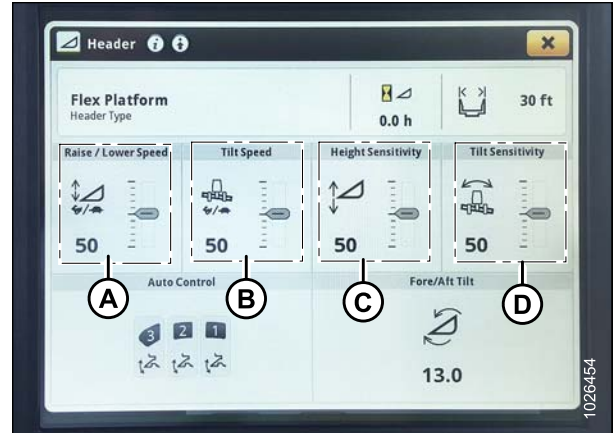 Header
Flex Platform
Header Type
0.0 h
30 ft
Raise / Lower Speed
Tilt Speed
Height Sensitivity
Tilt Sensitivity
50
50
50
50
A
B
C
D
Auto Control
Fore/Aft Tilt
3 2 1
13.0
1026454